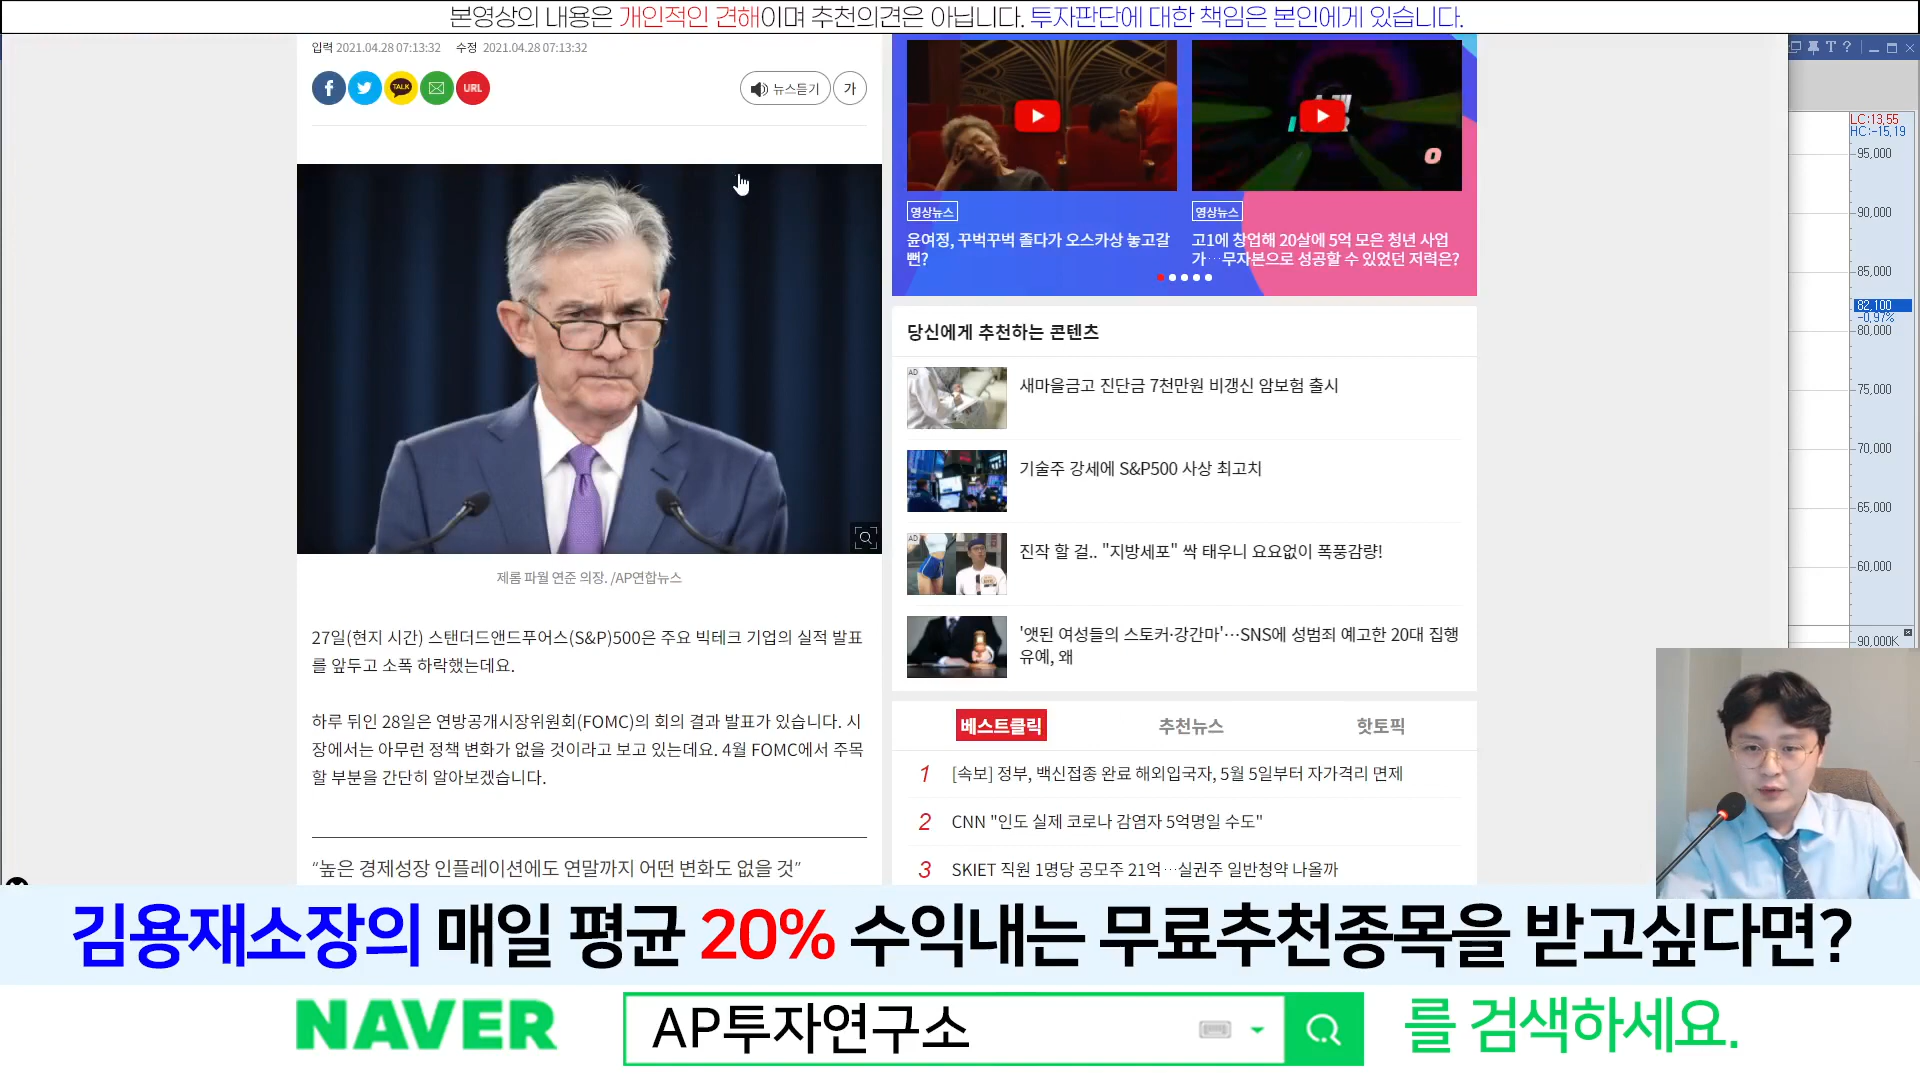 본영상의 내용은 개인적인 견해이며 추천의견은 아닙니다. 투자판단에 대한 책임은 본인에게 있습니다.
입력 2021.04.28 07:13:32 수정 2021.04.28 07:13:32
TALK
URL
뉴스듣기
가
제롬 파월 연준 의장. /AP연합뉴스
27일(현지 시간) 스탠더드앤드푸어스(S&P)500은 주요 빅테크 기업의 실적 발표
를 앞두고 소폭 하락했는데요.
하루 뒤인 28일은 연방공개시장위원회(FOMC)의 회의 결과 발표가 있습니다. 시
장에서는 아무런 정책 변화가 없을 것이라고 보고 있는데요. 4월 FOMC에서 주목
할 부분을 간단히 알아보겠습니다.
“높은 경제성장 인플레이션에도 연말까지 어떤 변화도 없을 것”
영상뉴스
윤여정, 꾸벅꾸벅 졸다가 오스카상 놓고갈
뻔?
영상뉴스
고1에 창업해 20살에 5억 모은 청년 사업
가…무자본으로 성공할 수 있었던 저력은?
당신에게 추천하는 콘텐츠
AD
새마을금고 진단금 7천만원 비갱신 암보험 출시
기술주 강세에 S&P500 사상 최고치
AD
진작 할 걸.. "지방세포" 싹 태우니 요요없이 폭풍감량!
'앳된 여성들의 스토커·강간마'…SNS에 성범죄 예고한 20대 집행
유예, 왜
베스트클릭 추천뉴스 핫토픽
1 [속보] 정부, 백신접종 완료 해외입국자, 5월 5일부터 자가격리 면제
2 CNN "인도 실제 코로나 감염자 5억명일 수도"
3 SKIET 직원 1명당 공모주 21억…실권주 일반청약 나올까
T ?
LC:13,55
HC:-15,19
95,000
90,000
85,000
82,100
-0,97%
80,000
75,000
70,000
65,000
60,000
90,000K
김용재소장의 매일 평균 20% 수익내는 무료추천종목을 받고싶다면?
NAVER AP투자연구소 를 검색하세요.